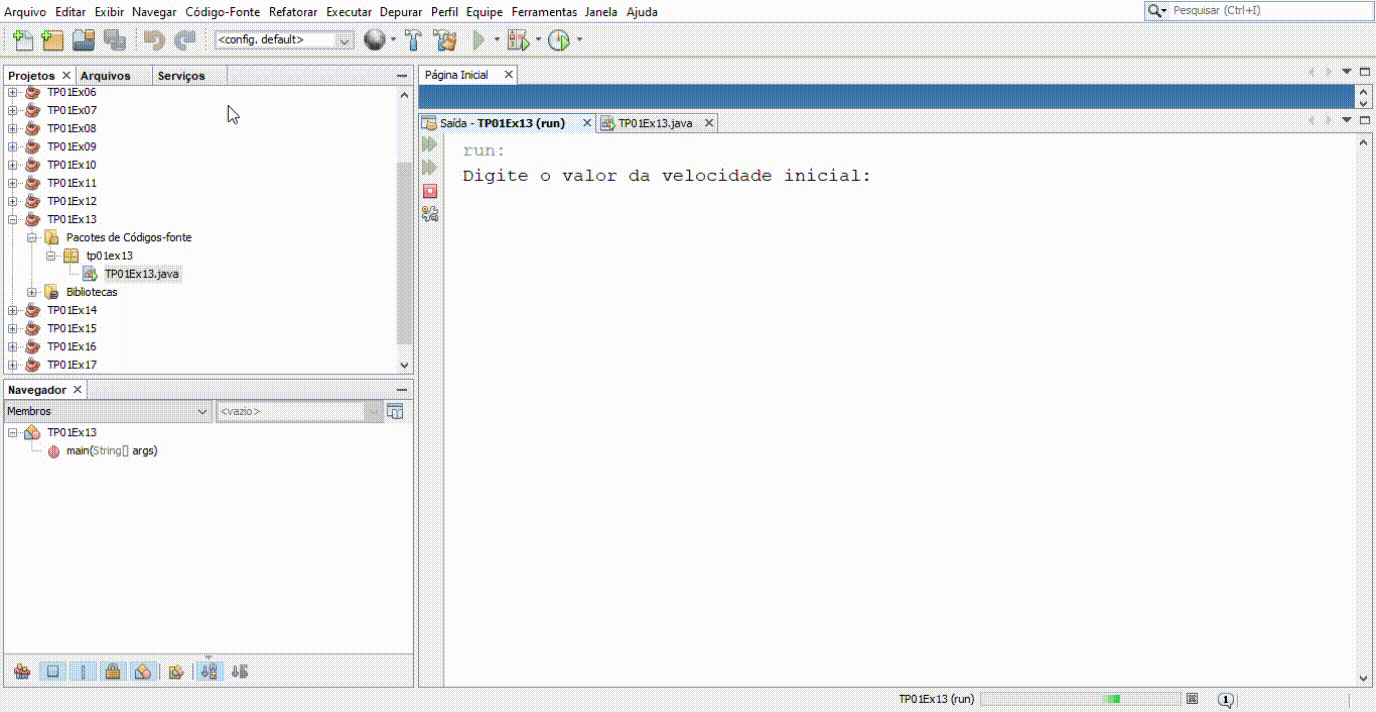 Arquivo Editar Exibir Navegar Código-Fonte Refatorar Executar Depurar Perfil Equipe Ferramentas Janela Ajuda
Pesquisar (Ctrl+I)
<config. default>
Projetos Arquivos Serviços
Página Inicial
TP01Ex06
TP01Ex07
TP01Ex08
TP01Ex09
TP01Ex10
TP01Ex11
TP01Ex12
TP01Ex13
Pacotes de Códigos-fonte
tp01ex13
TP01Ex13.java
Bibliotecas
TP01Ex14
TP01Ex15
TP01Ex16
TP01Ex17
Saída - TP01Ex13 (run) TP01Ex13.java
run:
Digite o valor da velocidade inicial:
Navegador
Membros <vazio>
TP01Ex13
main(String[] args)
TP01Ex13 (run) 1